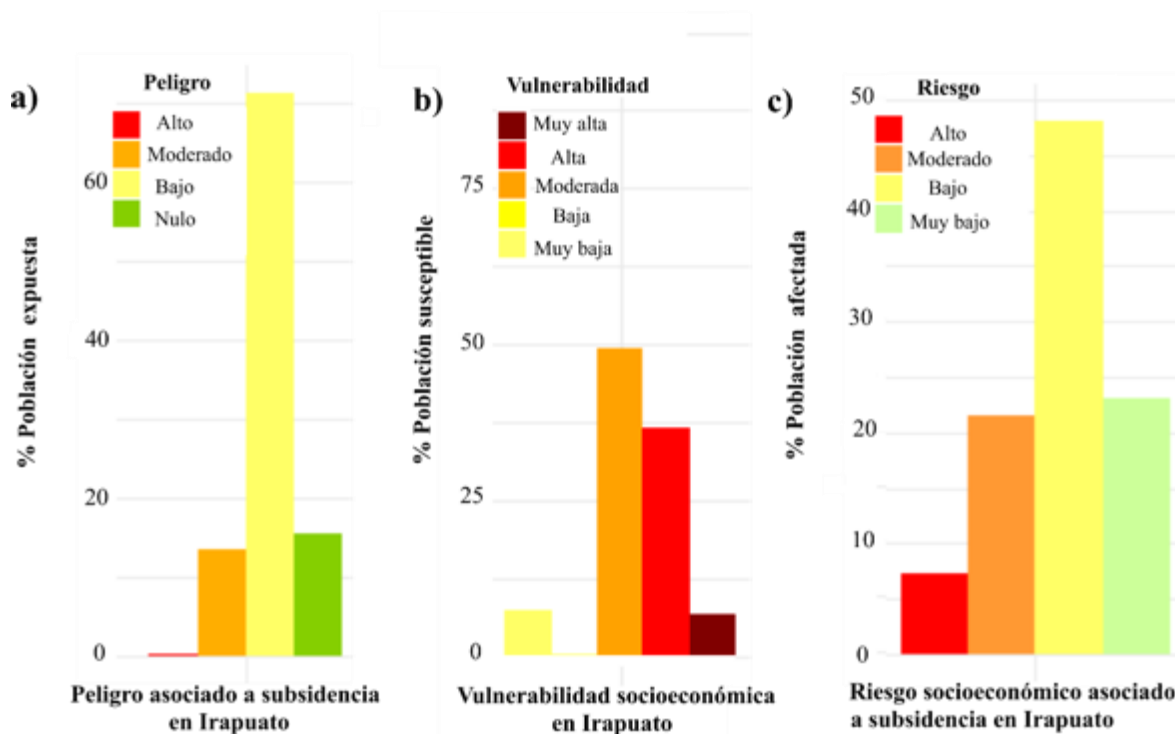 a)
Peligro
Alto
Moderado
Bajo
Nulo
% Población expuesta
60
40
20
0
Peligro asociado a subsidencia
en Irapuato
b)
Vulnerabilidad
Muy alta
Alta
Moderada
Baja
Muy baja
% Población susceptible
75
50
25
0
Vulnerabilidad socioeconómica
en Irapuato
c)
Riesgo
Alto
Moderado
Bajo
Muy bajo
% Población afectada
50
40
30
20
10
0
Riesgo socioeconómico asociado
a subsidencia en Irapuato